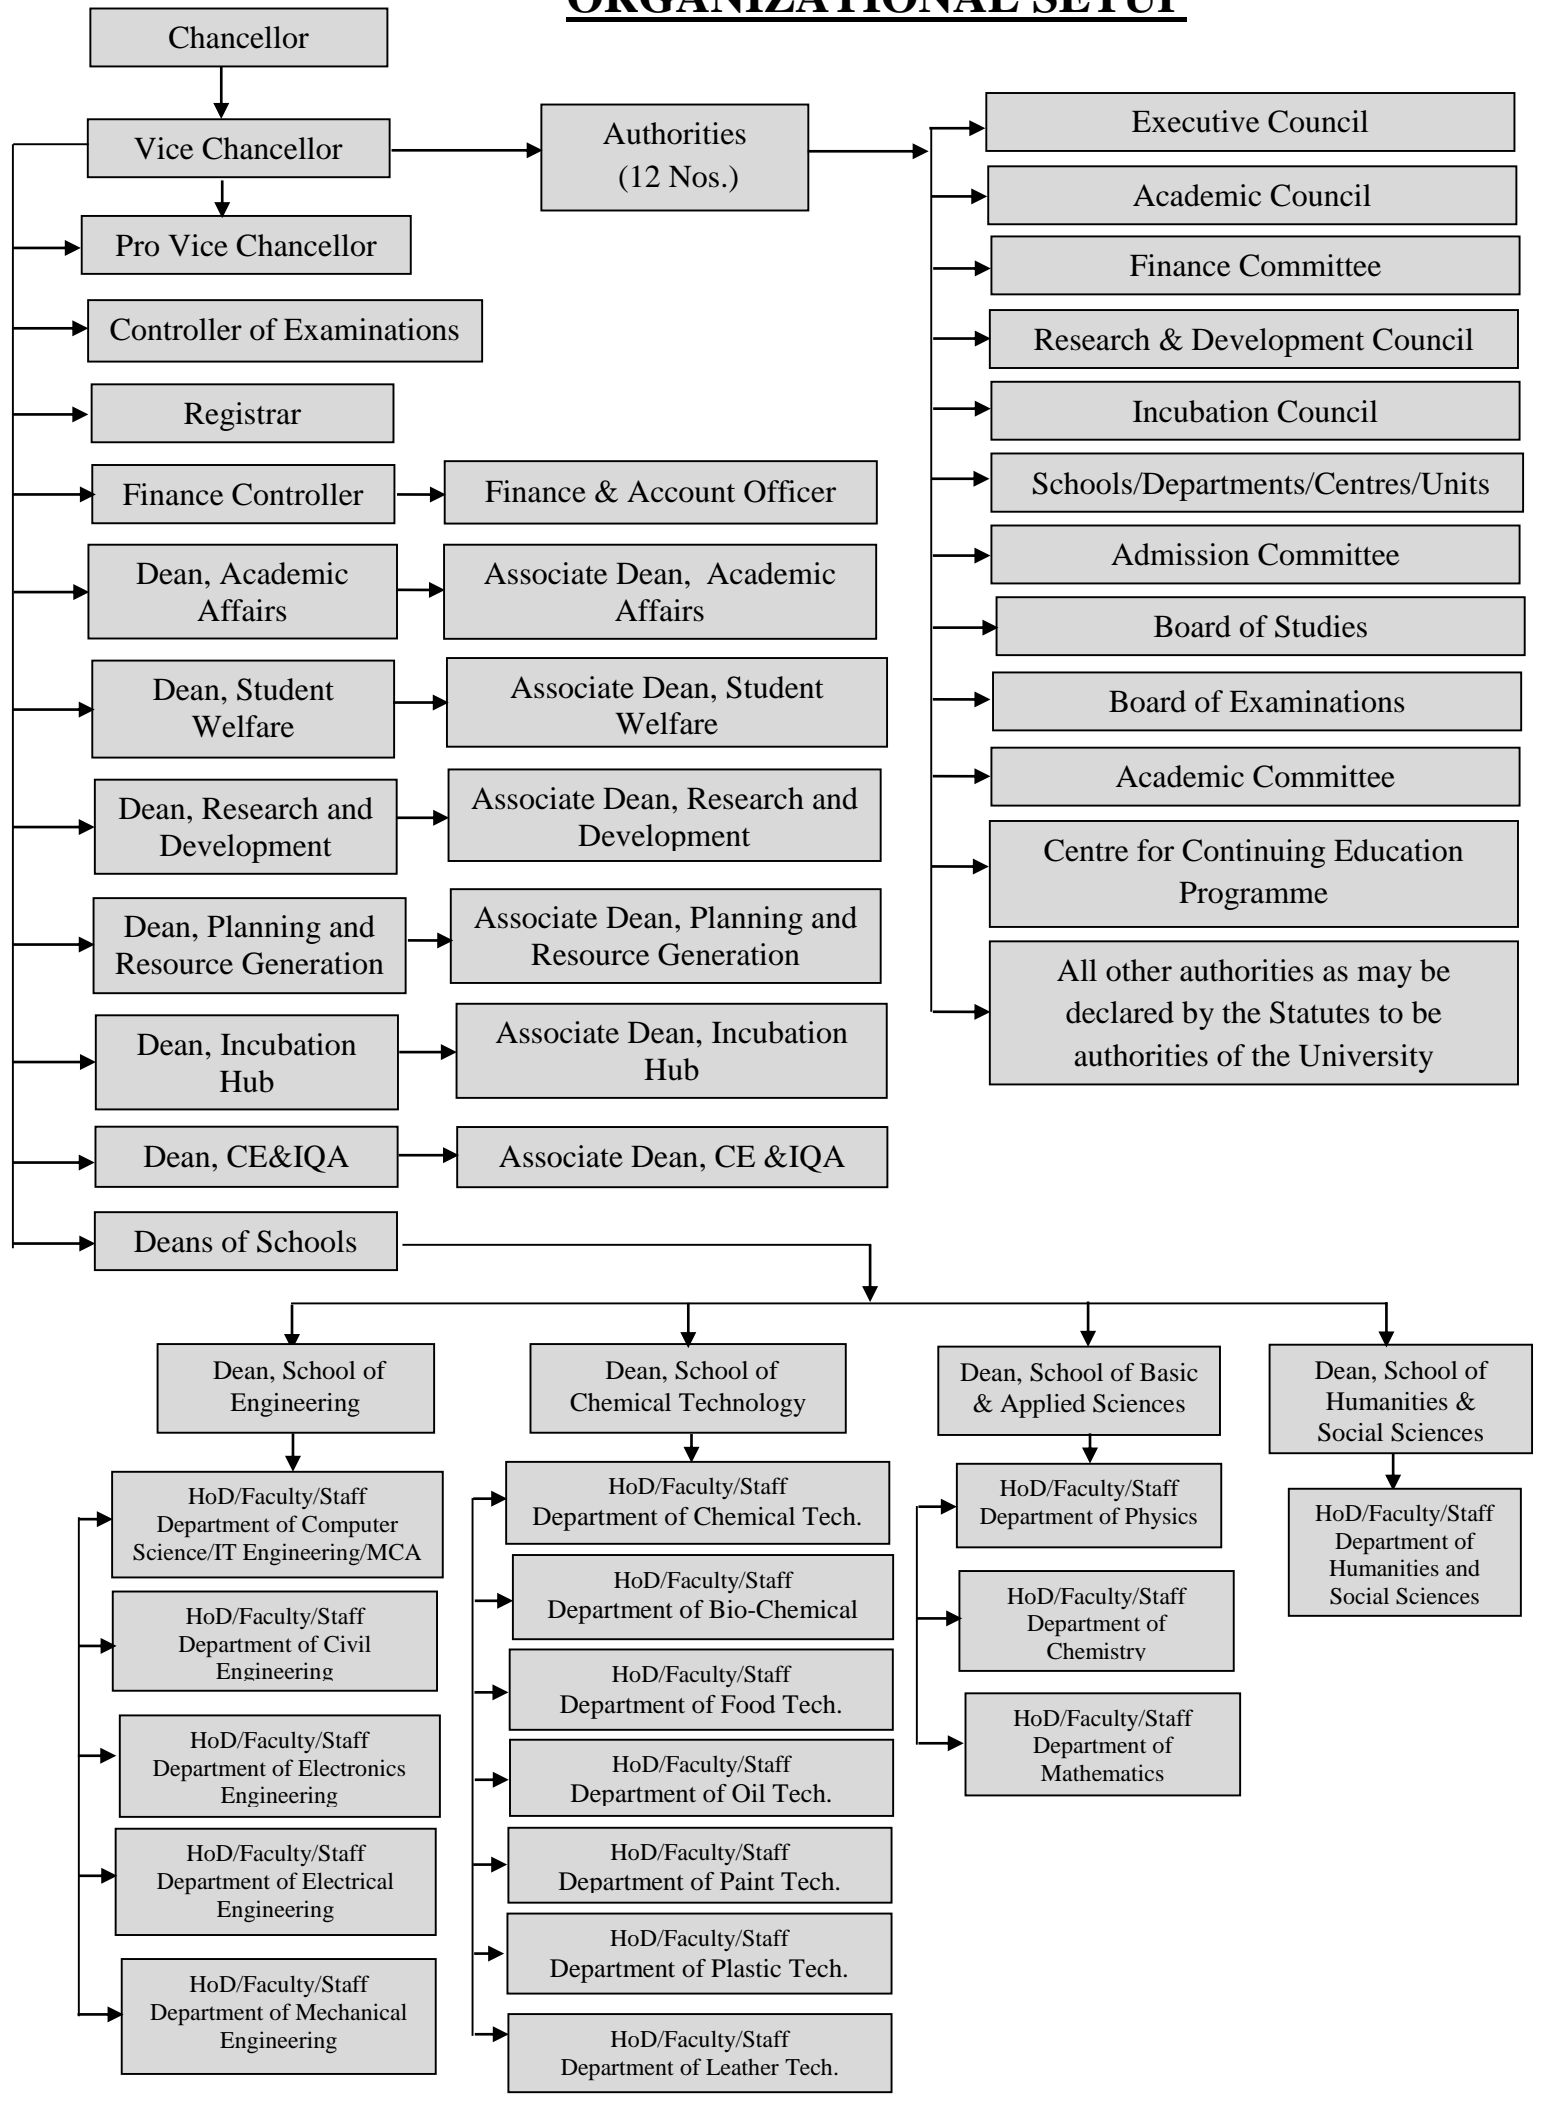 ORGANIZATIONAL SETUP
Chancellor
Vice Chancellor
Authorities
(12 Nos.)
Pro Vice Chancellor
Controller of Examinations
Registrar
Finance Controller
Finance & Account Officer
Dean, Academic
Affairs
Associate Dean, Academic
Affairs
Dean, Student
Welfare
Associate Dean, Student
Welfare
Dean, Research and
Development
Associate Dean, Research and
Development
Dean, Planning and
Resource Generation
Associate Dean, Planning and
Resource Generation
Dean, Incubation
Hub
Associate Dean, Incubation
Hub
Dean, CE&IQA
Associate Dean, CE &IQA
Deans of Schools
Executive Council
Academic Council
Finance Committee
Research & Development Council
Incubation Council
Schools/Departments/Centres/Units
Admission Committee
Board of Studies
Board of Examinations
Academic Committee
Centre for Continuing Education
Programme
All other authorities as may be
declared by the Statutes to be
authorities of the University
Dean, School of
Engineering
HoD/Faculty/Staff
Department of Computer
Science/IT Engineering/MCA
HoD/Faculty/Staff
Department of Civil
Engineering
HoD/Faculty/Staff
Department of Electronics
Engineering
HoD/Faculty/Staff
Department of Electrical
Engineering
HoD/Faculty/Staff
Department of Mechanical
Engineering
Dean, School of
Chemical Technology
HoD/Faculty/Staff
Department of Chemical Tech.
HoD/Faculty/Staff
Department of Bio-Chemical
HoD/Faculty/Staff
Department of Food Tech.
HoD/Faculty/Staff
Department of Oil Tech.
HoD/Faculty/Staff
Department of Paint Tech.
HoD/Faculty/Staff
Department of Plastic Tech.
HoD/Faculty/Staff
Department of Leather Tech.
Dean, School of Basic
& Applied Sciences
HoD/Faculty/Staff
Department of Physics
HoD/Faculty/Staff
Department of
Chemistry
HoD/Faculty/Staff
Department of
Mathematics
Dean, School of
Humanities &
Social Sciences
HoD/Faculty/Staff
Department of
Humanities and
Social Sciences